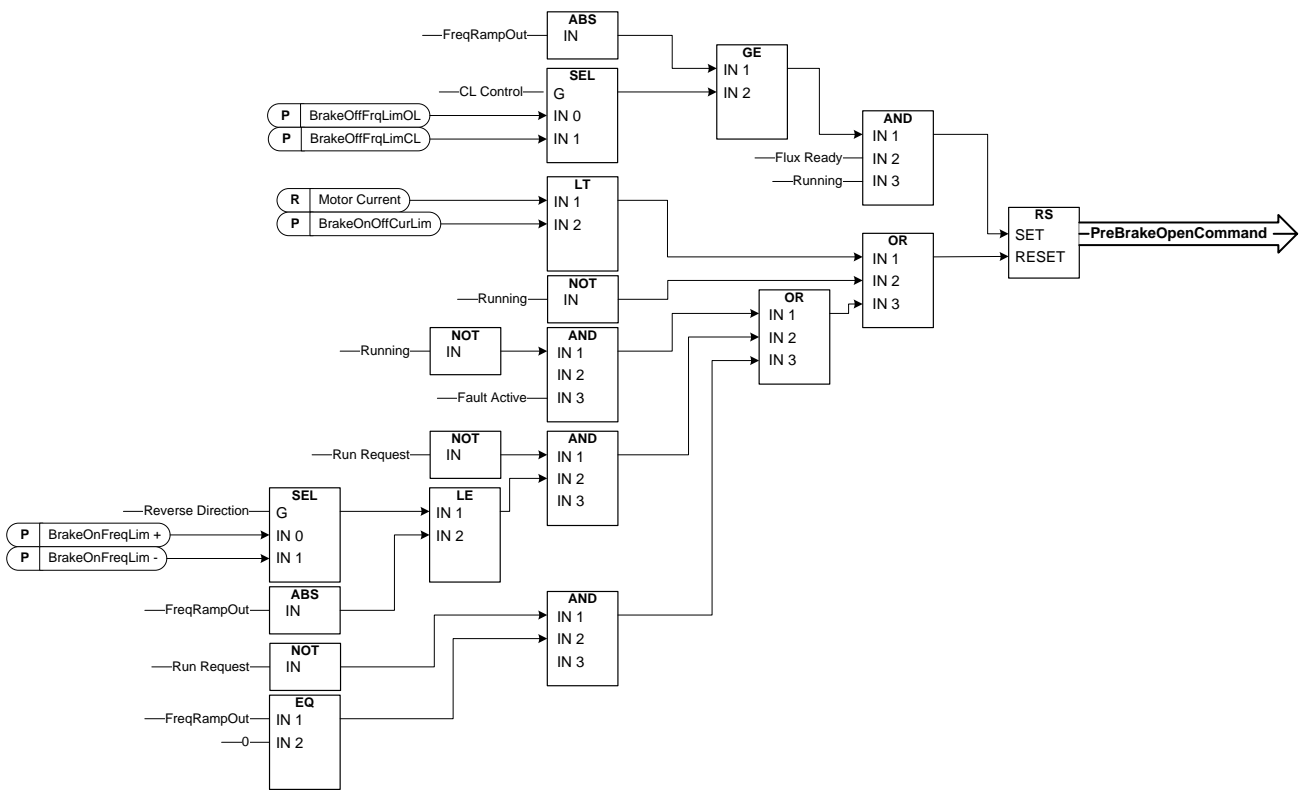 ABS
FreqRampOut
IN
GE
IN 1
IN 2
SEL
CL Control
G
P BrakeOffFrqLimOL
IN 0
P BrakeOffFrqLimCL
IN 1
AND
IN 1
Flux Ready
IN 2
Running
IN 3
LT
R Motor Current
IN 1
P BrakeOnOffCurLim
IN 2
RS
SET
RESET
PreBrakeOpenCommand
OR
IN 1
IN 2
IN 3
NOT
Running
IN
OR
IN 1
IN 2
IN 3
NOT
Running
IN
AND
IN 1
IN 2
Fault Active
IN 3
NOT
Run Request
IN
AND
IN 1
IN 2
IN 3
SEL
Reverse Direction
G
P BrakeOnFreqLim +
IN 0
P BrakeOnFreqLim -
IN 1
LE
IN 1
IN 2
ABS
FreqRampOut
IN
AND
IN 1
IN 2
IN 3
NOT
Run Request
IN
EQ
FreqRampOut
IN 1
0
IN 2